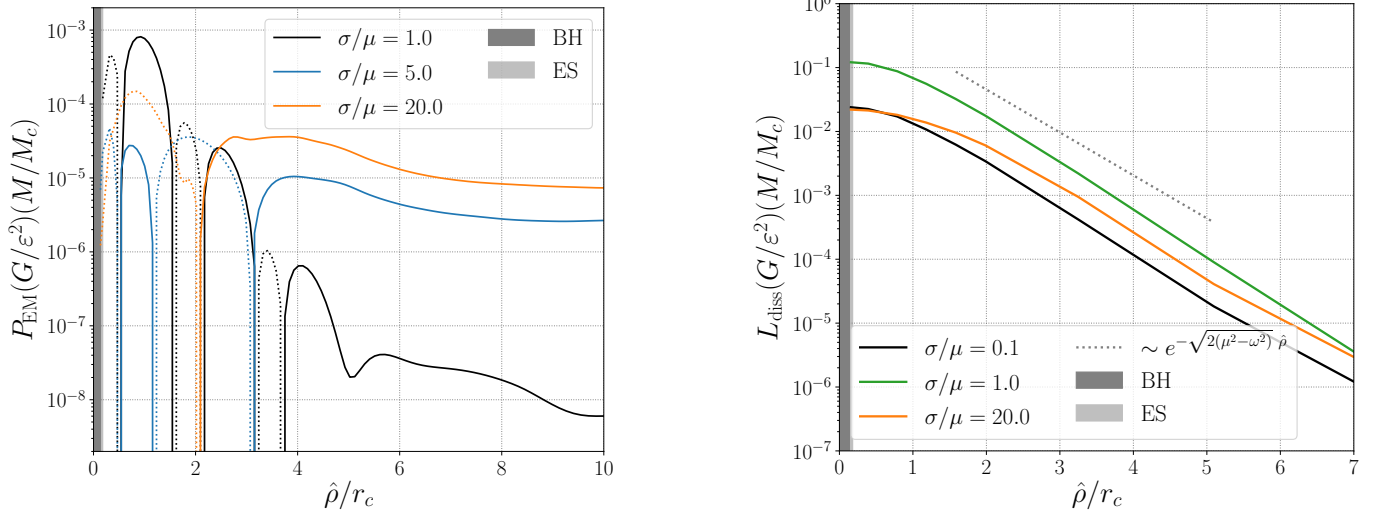 P_EM(G/ε²)(M/M_c)
10⁻³
10⁻⁴
10⁻⁵
10⁻⁶
10⁻⁷
10⁻⁸
σ/μ = 1.0
σ/μ = 5.0
σ/μ = 20.0
BH
ES
0 2 4 6 8 10
ρ̂/r_c
L_diss(G/ε²)(M/M_c)
10⁰
10⁻¹
10⁻²
10⁻³
10⁻⁴
10⁻⁵
10⁻⁶
10⁻⁷
σ/μ = 0.1
σ/μ = 1.0
σ/μ = 20.0
∼ e^{-√(2(μ²−ω²)) ρ̂}
BH
ES
0 1 2 3 4 5 6 7
ρ̂/r_c